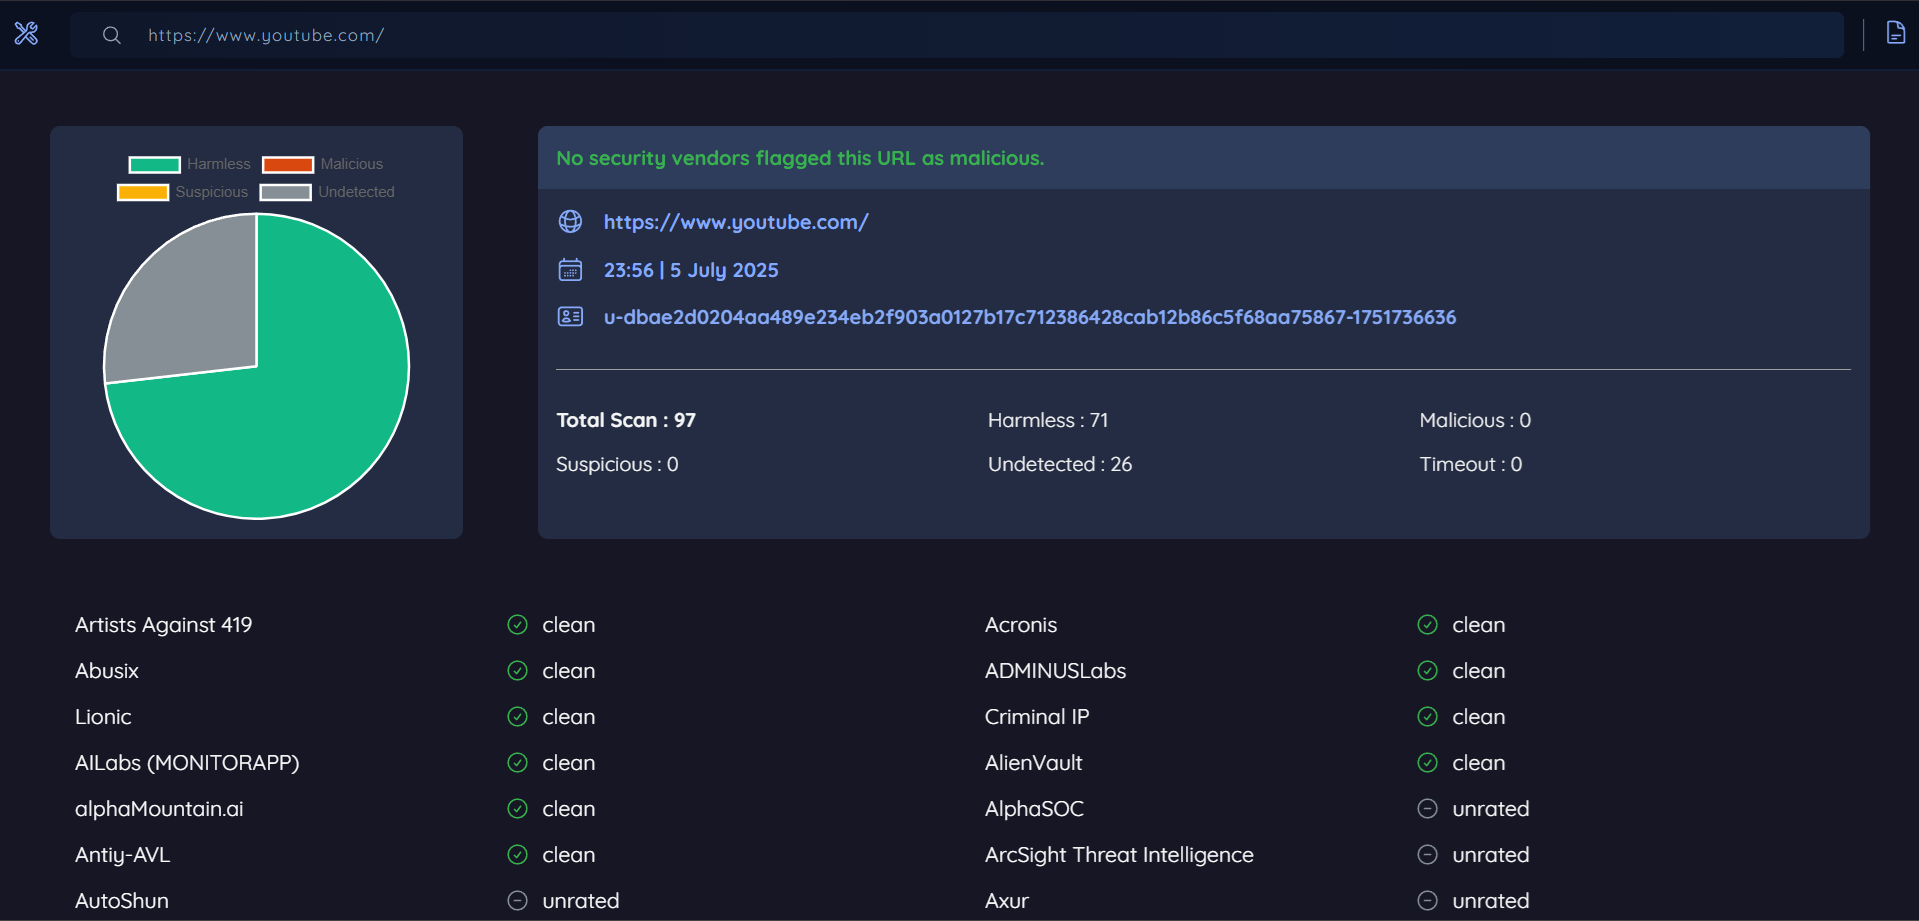 https://www.youtube.com/
Harmless Malicious
Suspicious Undetected
No security vendors flagged this URL as malicious.
https://www.youtube.com/
23:56 | 5 July 2025
u-dbae2d0204aa489e234eb2f903a0127b17c712386428cab12b86c5f68aa75867-1751736636
Total Scan : 97 Harmless : 71 Malicious : 0
Suspicious : 0 Undetected : 26 Timeout : 0
Artists Against 419 clean Acronis clean
Abusix clean ADMINUSLabs clean
Lionic clean Criminal IP clean
AILabs (MONITORAPP) clean AlienVault clean
alphaMountain.ai clean AlphaSOC unrated
Antiy-AVL clean ArcSight Threat Intelligence unrated
AutoShun unrated Axur unrated